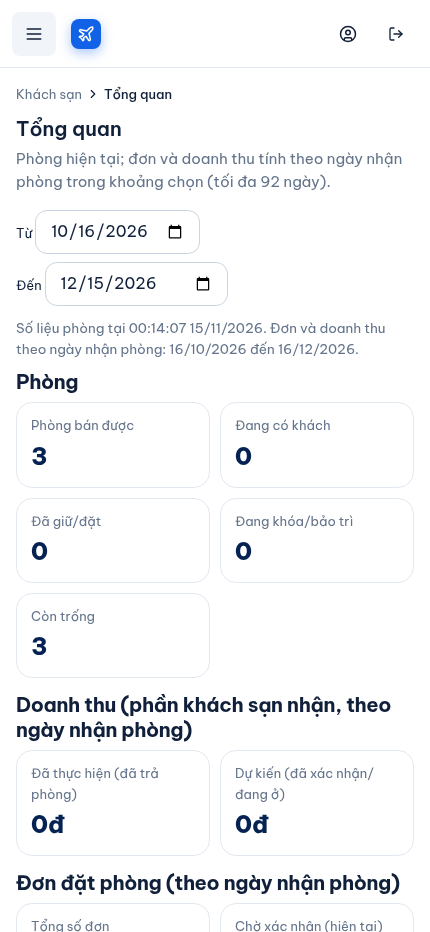 Khách sạn > Tổng quan
Tổng quan
Phòng hiện tại; đơn và doanh thu tính theo ngày nhận
phòng trong khoảng chọn (tối đa 92 ngày).
Từ 10/16/2026
Đến 12/15/2026
Số liệu phòng tại 00:14:07 15/11/2026. Đơn và doanh thu
theo ngày nhận phòng: 16/10/2026 đến 16/12/2026.
Phòng
Phòng bán được
3
Đang có khách
0
Đã giữ/đặt
0
Đang khóa/bảo trì
0
Còn trống
3
Doanh thu (phần khách sạn nhận, theo
ngày nhận phòng)
Đã thực hiện (đã trả
phòng)
0đ
Dự kiến (đã xác nhận/
đang ở)
0đ
Đơn đặt phòng (theo ngày nhận phòng)
Tổng số đơn
Chờ xác nhận (hiện tại)